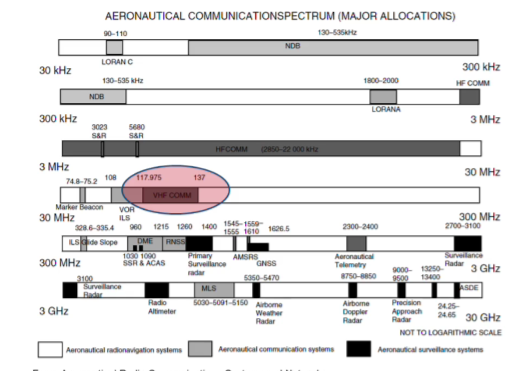 AERONAUTICAL COMMUNICATIONSPECTRUM (MAJOR ALLOCATIONS)
90–110 130–535kHz
NDB
LORAN C
30 kHz 300 kHz
130–535 kHz 1800–2000 HF COMM
NDB
LORANA
300 kHz 3 MHz
3023 5680
S&R S&R
HFCOMM (2850–22 000 kHz
3 MHz 30 MHz
74.8–75.2 108 117.975 137
VHF COMM
Marker Beacon VOR
ILS
30 MHz 300 MHz
328.6–335.4 960 1215 1260 1400 1545– 1559– 1626.5 2300–2400 2700–3100
1555 1610
ILS Glide Slope DME RNSS
1030 1090 Primary AMSRS GNSS Aeronautical Surveillance
SSR & ACAS Surveillance Telemetry Radar
radar
300 MHz 3 GHz
3100 5350–5470 8750–8850 9000– 13250–
9500 13400
Surveillance MLS ASDE
Radar
Radio 5030–5091–5150 Airborne Airborne Precision 24.25–
Altimeter Weather Doppler Approach 24.65
Radar Radar Radar
3 GHz 30 GHz
NOT TO LOGARITHMIC SCALE
Aeronautical radionavigation systems Aeronautical communication systems Aeronautical surveillance systems